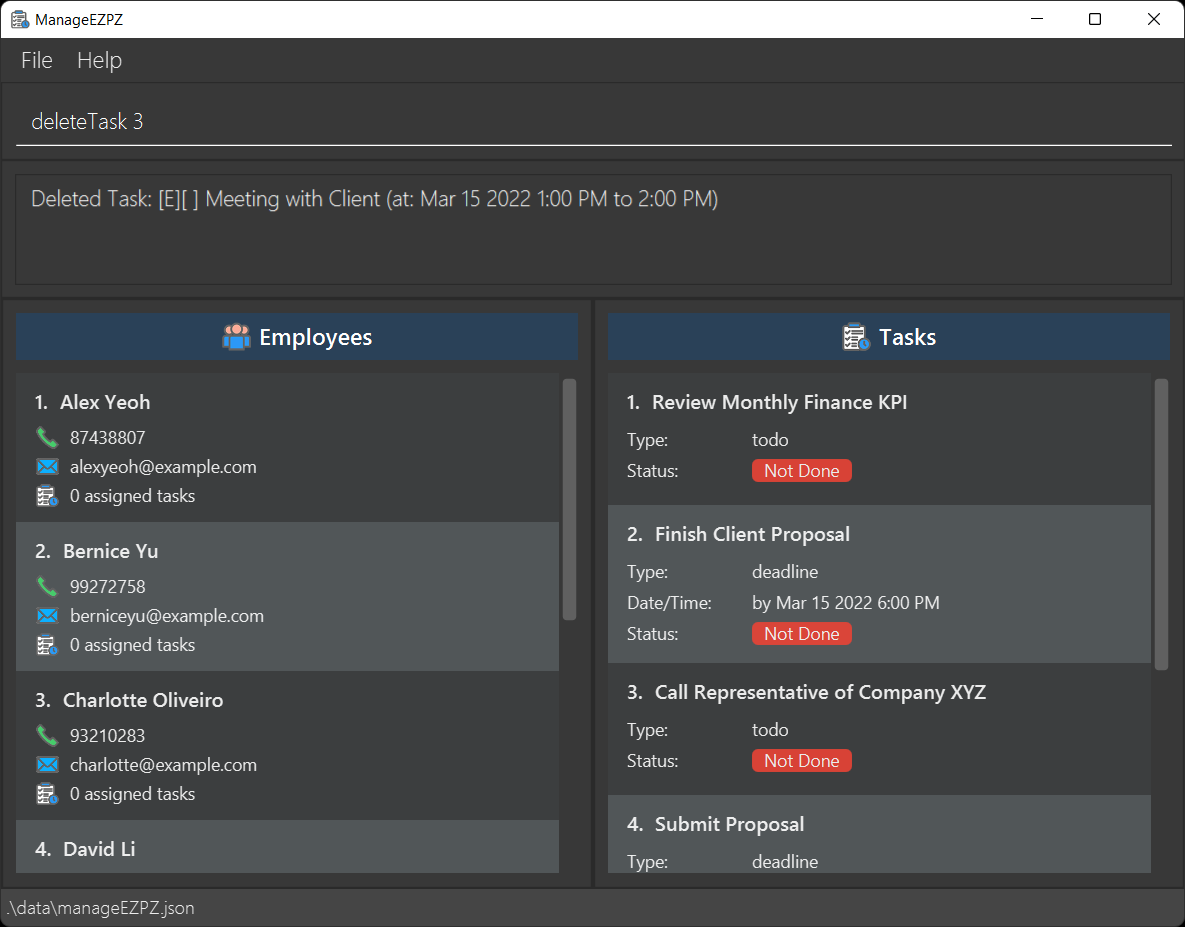 ManageEZPZ
File Help
deleteTask 3
Deleted Task: [E][ ] Meeting with Client (at: Mar 15 2022 1:00 PM to 2:00 PM)
Employees
1. Alex Yeoh
87438807
alexyeoh@example.com
0 assigned tasks
2. Bernice Yu
99272758
berniceyu@example.com
0 assigned tasks
3. Charlotte Oliveiro
93210283
charlotte@example.com
0 assigned tasks
4. David Li
Tasks
1. Review Monthly Finance KPI
Type: todo
Status: Not Done
2. Finish Client Proposal
Type: deadline
Date/Time: by Mar 15 2022 6:00 PM
Status: Not Done
3. Call Representative of Company XYZ
Type: todo
Status: Not Done
4. Submit Proposal
Type: deadline
.\data\manageEZPZ.json